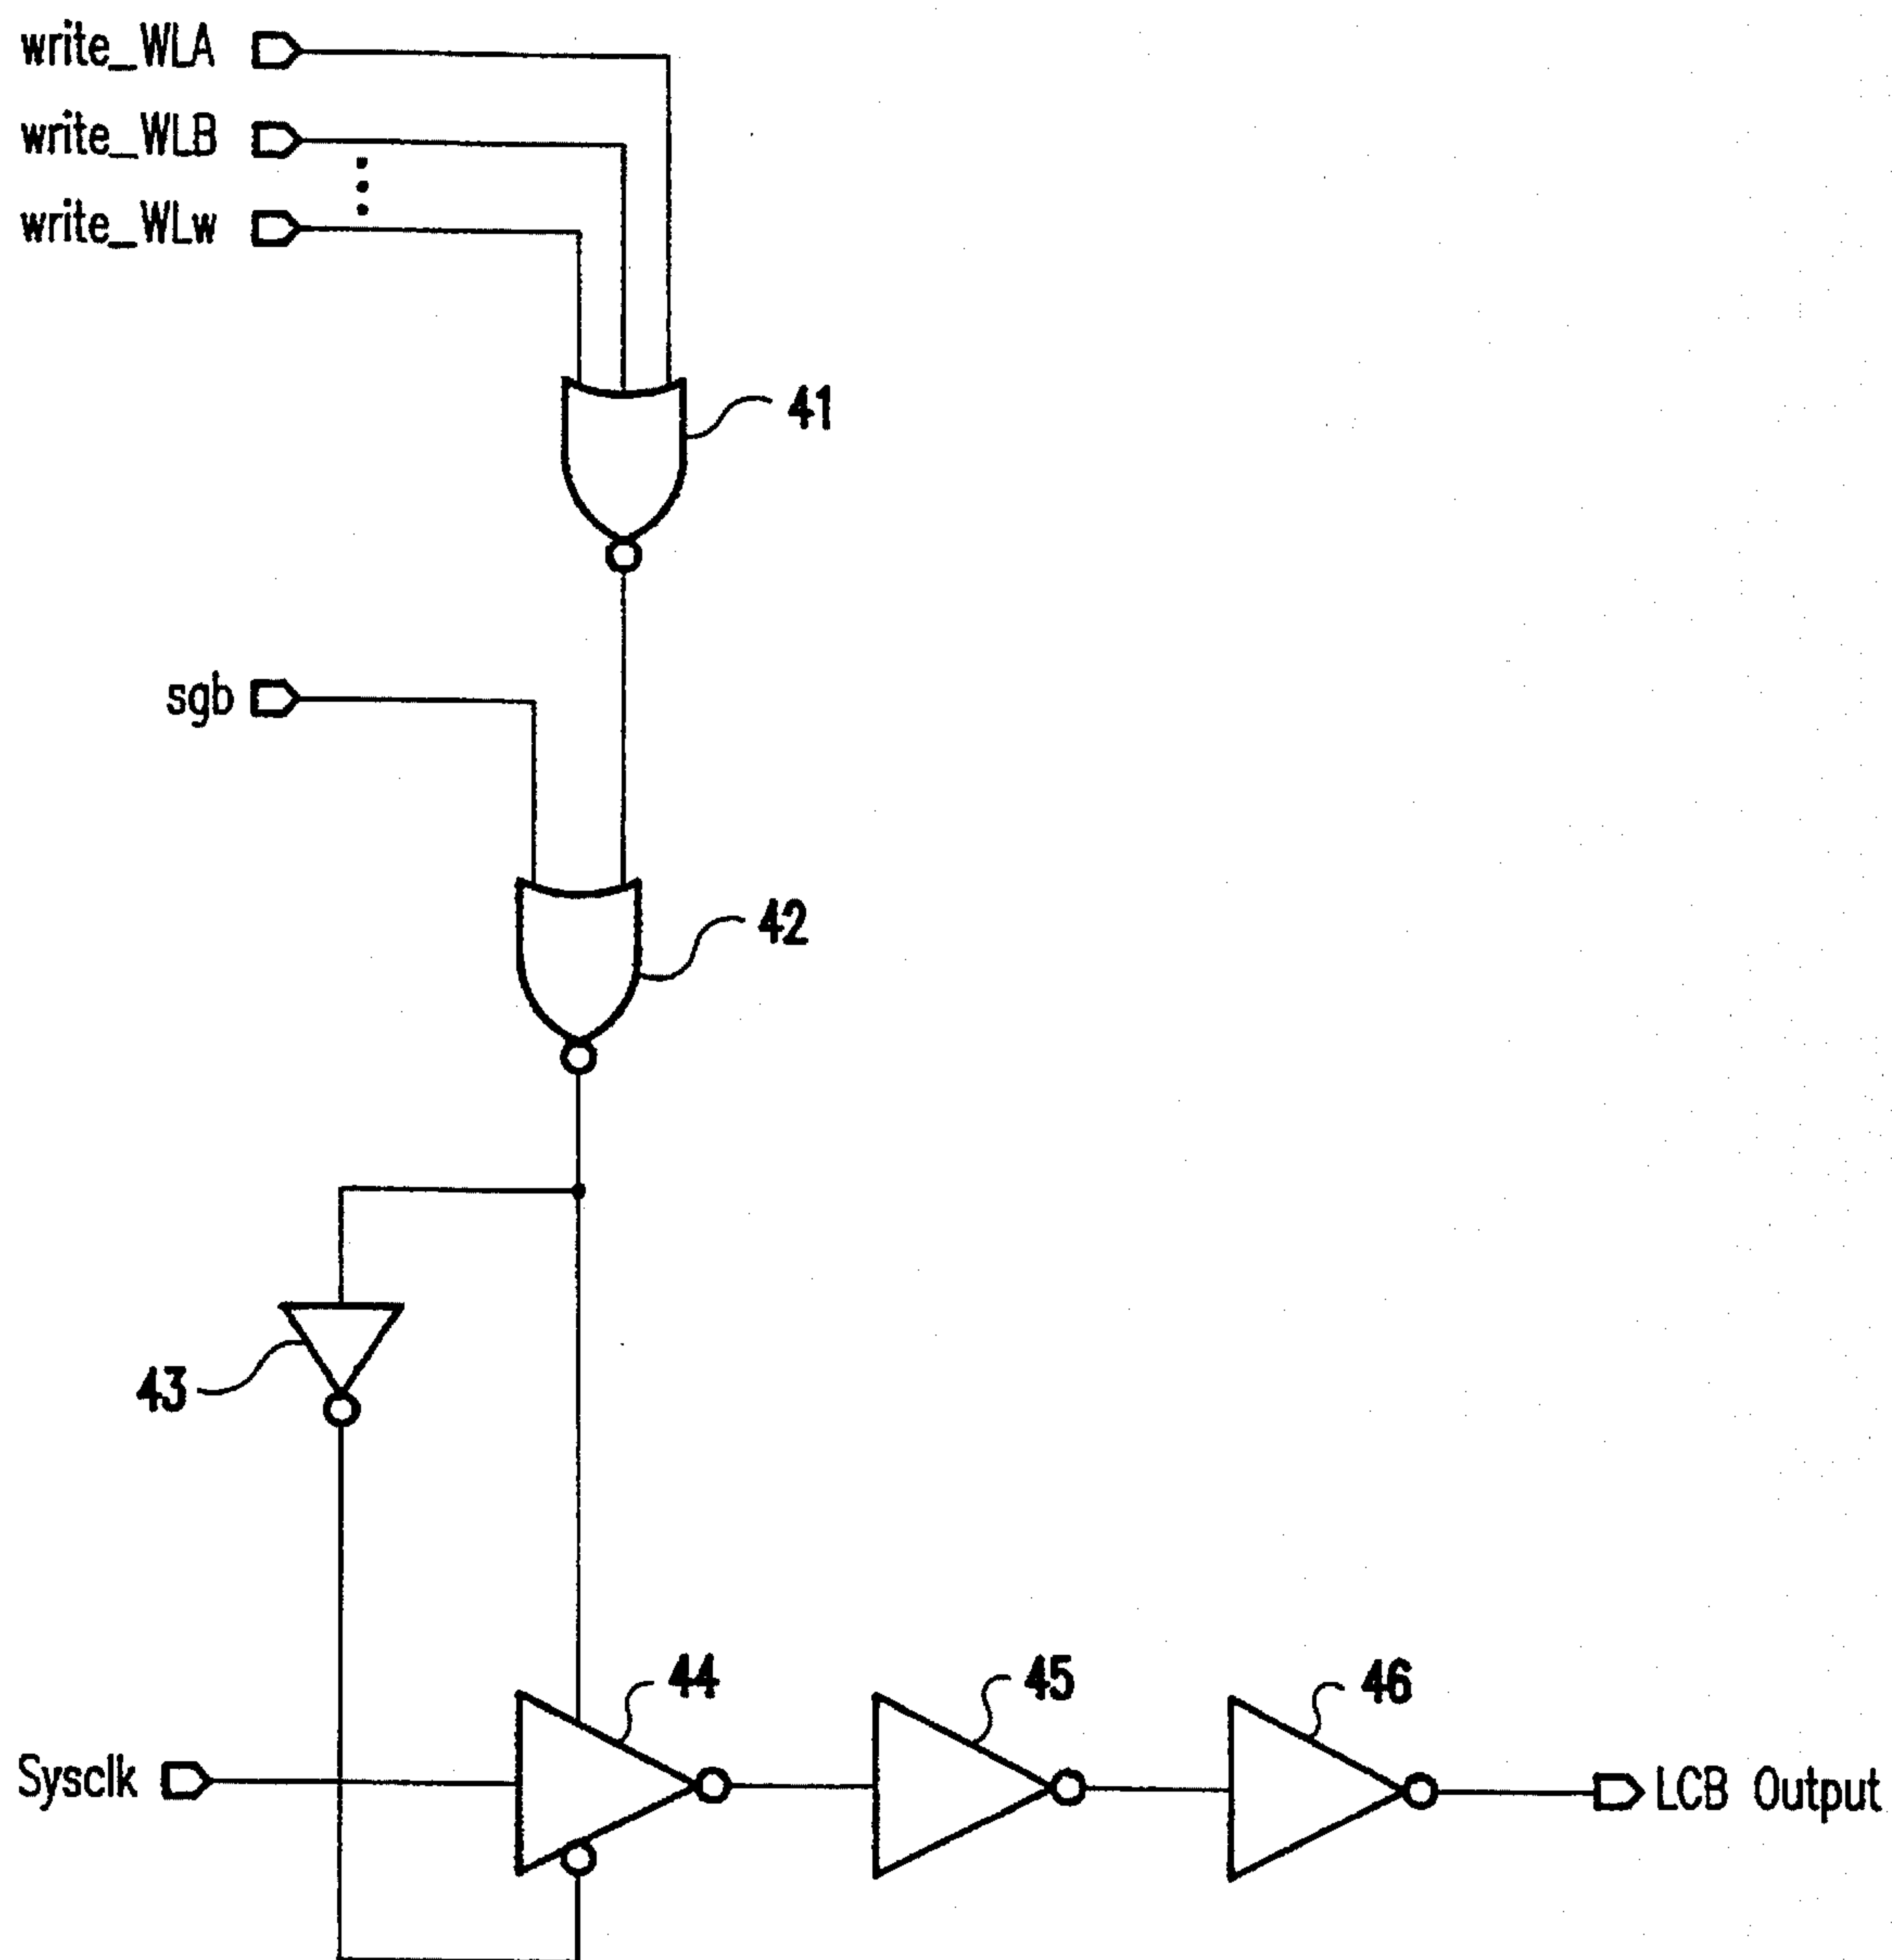 write_WLA
write_WLB
write_WLw
41
sgb
42
43
44
45
46
Sysclk
LCB Output